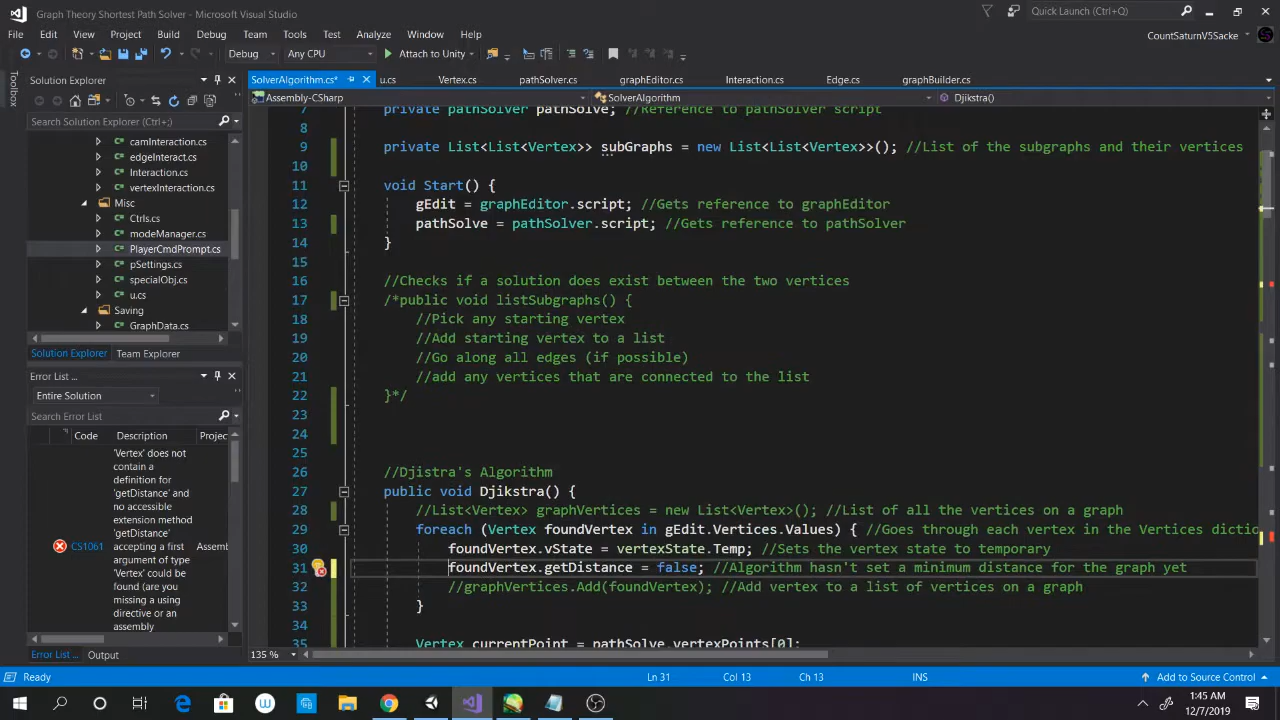 Graph Theory Shortest Path Solver - Microsoft Visual Studio
Quick Launch (Ctrl+;)
File Edit View Project Build Debug Team Tools Test Analyze Window Help
CountSaturnV5Sacke
Debug Any CPU Attach to Unity
Toolbox
Solution Explorer
SolverAlgorithm.cs* u.cs Vertex.cs pathSolver.cs graphEditor.cs Interaction.cs Edge.cs graphBuilder.cs
Assembly-CSharp SolverAlgorithm Djikstra()
Search Solution Explorer (Ctrl+;)
camInteraction.cs
edgeInteract.cs
Interaction.cs
vertexInteraction.cs
Misc
Ctrls.cs
modeManager.cs
PlayerCmdPrompt.cs
pSettings.cs
specialObj.cs
u.cs
Saving
GraphData.cs
Solution Explorer Team Explorer
Error List ...
Entire Solution
Search Error List
Code Description Projec
CS1061
'Vertex' does not
contain a
definition for
'getDistance' and
no accessible
extension method
'getDistance'
accepting a first
argument of type
'Vertex' could be
found (are you
missing a using
directive or an
assembly
Assemb
Error List ... Output
7 private pathSolver pathSolve; //Reference to pathSolver script
8
9 private List<List<Vertex>> subGraphs = new List<List<Vertex>>(); //List of the subgraphs and their vertices
10
11 void Start() {
12 gEdit = graphEditor.script; //Gets reference to graphEditor
13 pathSolve = pathSolver.script; //Gets reference to pathSolver
14 }
15
16 //Checks if a solution does exist between the two vertices
17 /*public void listSubgraphs() {
18 //Pick any starting vertex
19 //Add starting vertex to a list
20 //Go along all edges (if possible)
21 //add any vertices that are connected to the list
22 }*/
23
24
25
26 //Djistra's Algorithm
27 public void Djikstra() {
28 //List<Vertex> graphVertices = new List<Vertex>(); //List of all the vertices on a graph
29 foreach (Vertex foundVertex in gEdit.Vertices.Values) { //Goes through each vertex in the Vertices dictio
30 foundVertex.vState = vertexState.Temp; //Sets the vertex state to temporary
31 foundVertex.getDistance = false; //Algorithm hasn't set a minimum distance for the graph yet
32 //graphVertices.Add(foundVertex); //Add vertex to a list of vertices on a graph
33 }
34
35 Vertex currentPoint = pathSolve.vertexPoints[0];
135 %
Ready Ln 31 Col 13 Ch 13 INS Add to Source Control
1:45 AM
12/7/2019